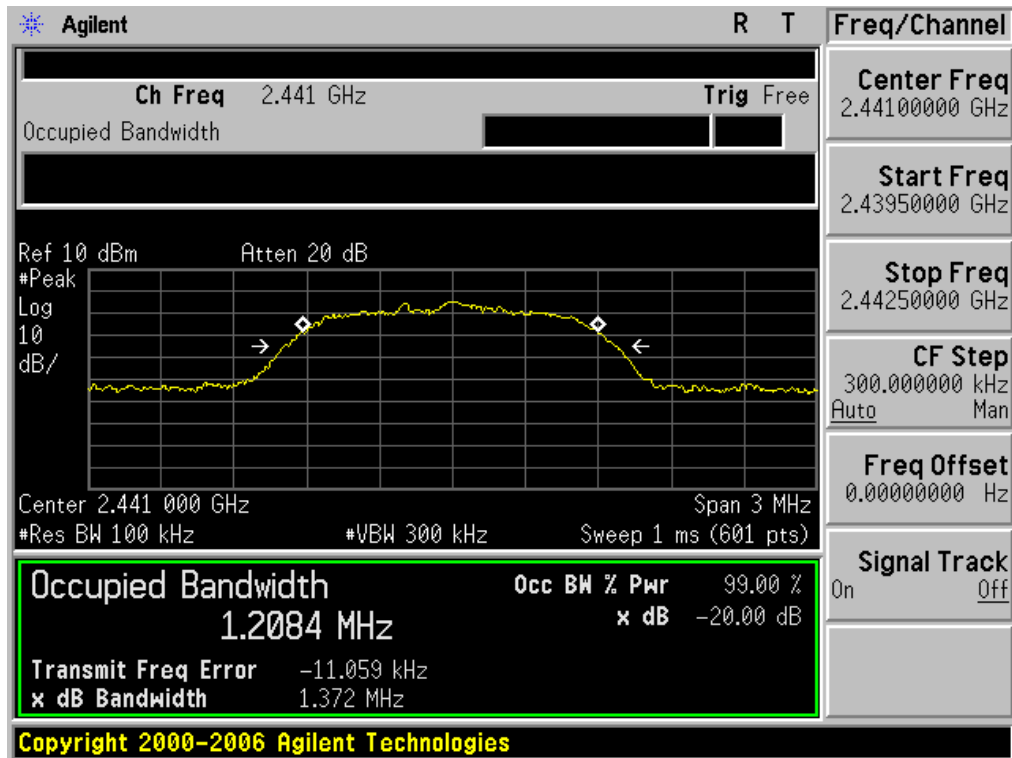 Agilent R T Freq/Channel
Ch Freq 2.441 GHz Trig Free
Occupied Bandwidth
Center Freq
2.44100000 GHz
Start Freq
2.43950000 GHz
Stop Freq
2.44250000 GHz
CF Step
300.000000 kHz
Auto Man
Freq Offset
0.00000000 Hz
Signal Track
On Off
Ref 10 dBm Atten 20 dB
#Peak
Log
10
dB/
Center 2.441 000 GHz Span 3 MHz
#Res BW 100 kHz #VBW 300 kHz Sweep 1 ms (601 pts)
Occupied Bandwidth Occ BW % Pwr 99.00 %
1.2084 MHz x dB -20.00 dB
Transmit Freq Error -11.059 kHz
x dB Bandwidth 1.372 MHz
Copyright 2000-2006 Agilent Technologies